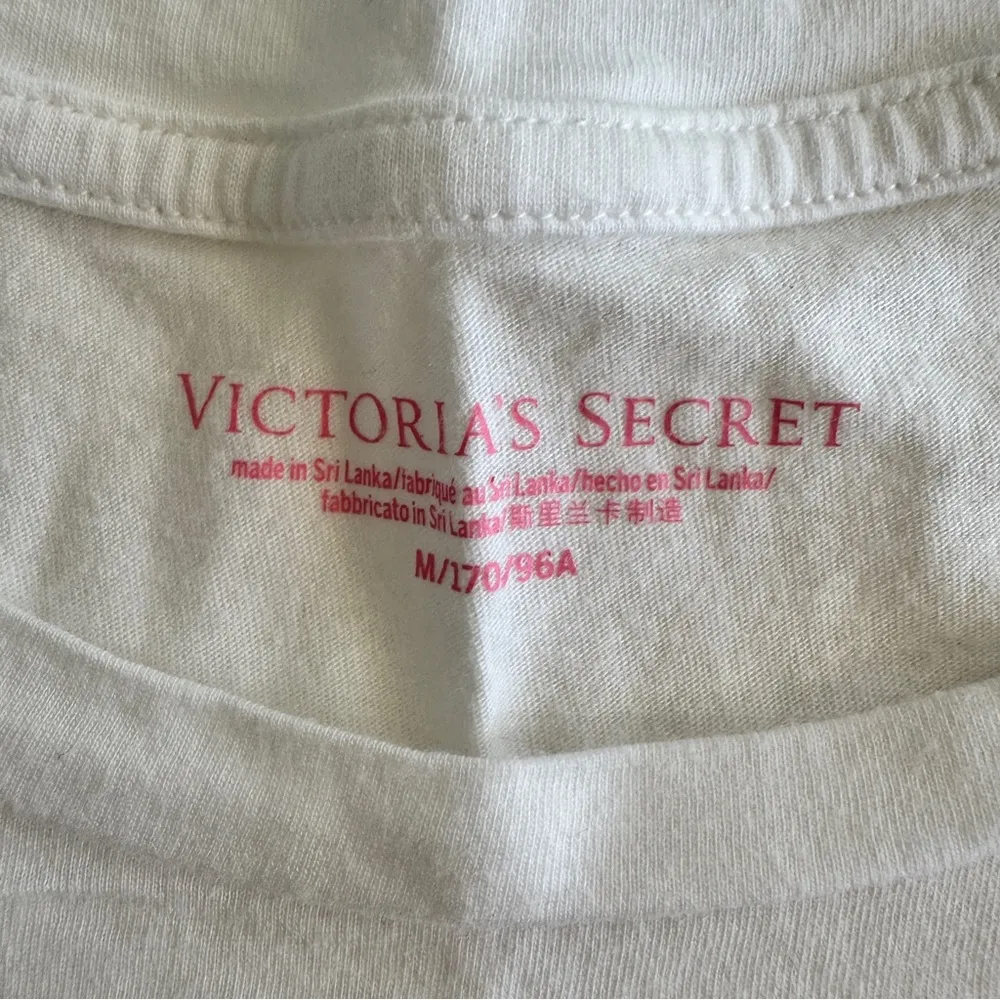 VICTORIA'S SECRET
made in Sri Lanka/fabriqué au Sri Lanka/hecho en Sri Lanka/
fabbricato in Sri Lanka/斯里兰卡制造
M/170/96A